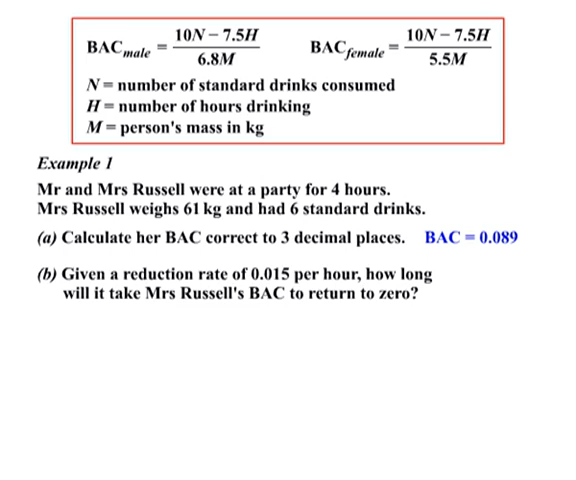 BACmale = (10N – 7.5H)/(6.8M)    BACfemale = (10N – 7.5H)/(5.5M)
N = number of standard drinks consumed
H = number of hours drinking
M = person's mass in kg
Example 1
Mr and Mrs Russell were at a party for 4 hours.
Mrs Russell weighs 61 kg and had 6 standard drinks.
(a) Calculate her BAC correct to 3 decimal places.    BAC = 0.089
(b) Given a reduction rate of 0.015 per hour, how long
will it take Mrs Russell's BAC to return to zero?